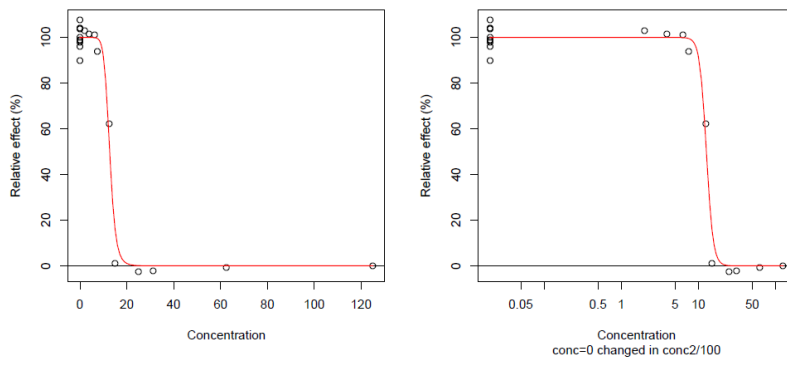 Relative effect (%)
100
80
60
40
20
0
0 20 40 60 80 100 120
Concentration
Relative effect (%)
100
80
60
40
20
0
0.05 0.5 1 5 10 50
Concentration
conc=0 changed in conc2/100